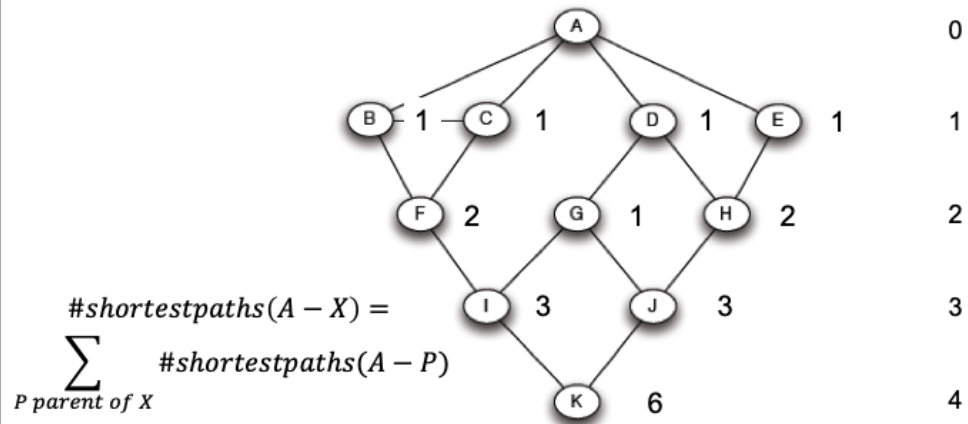 A 0
B 1 C 1 D 1 E 1 1
F 2 G 1 H 2 2
#shortestpaths(A − X) = I 3 J 3 3
∑ #shortestpaths(A − P)
P parent of X K 6 4